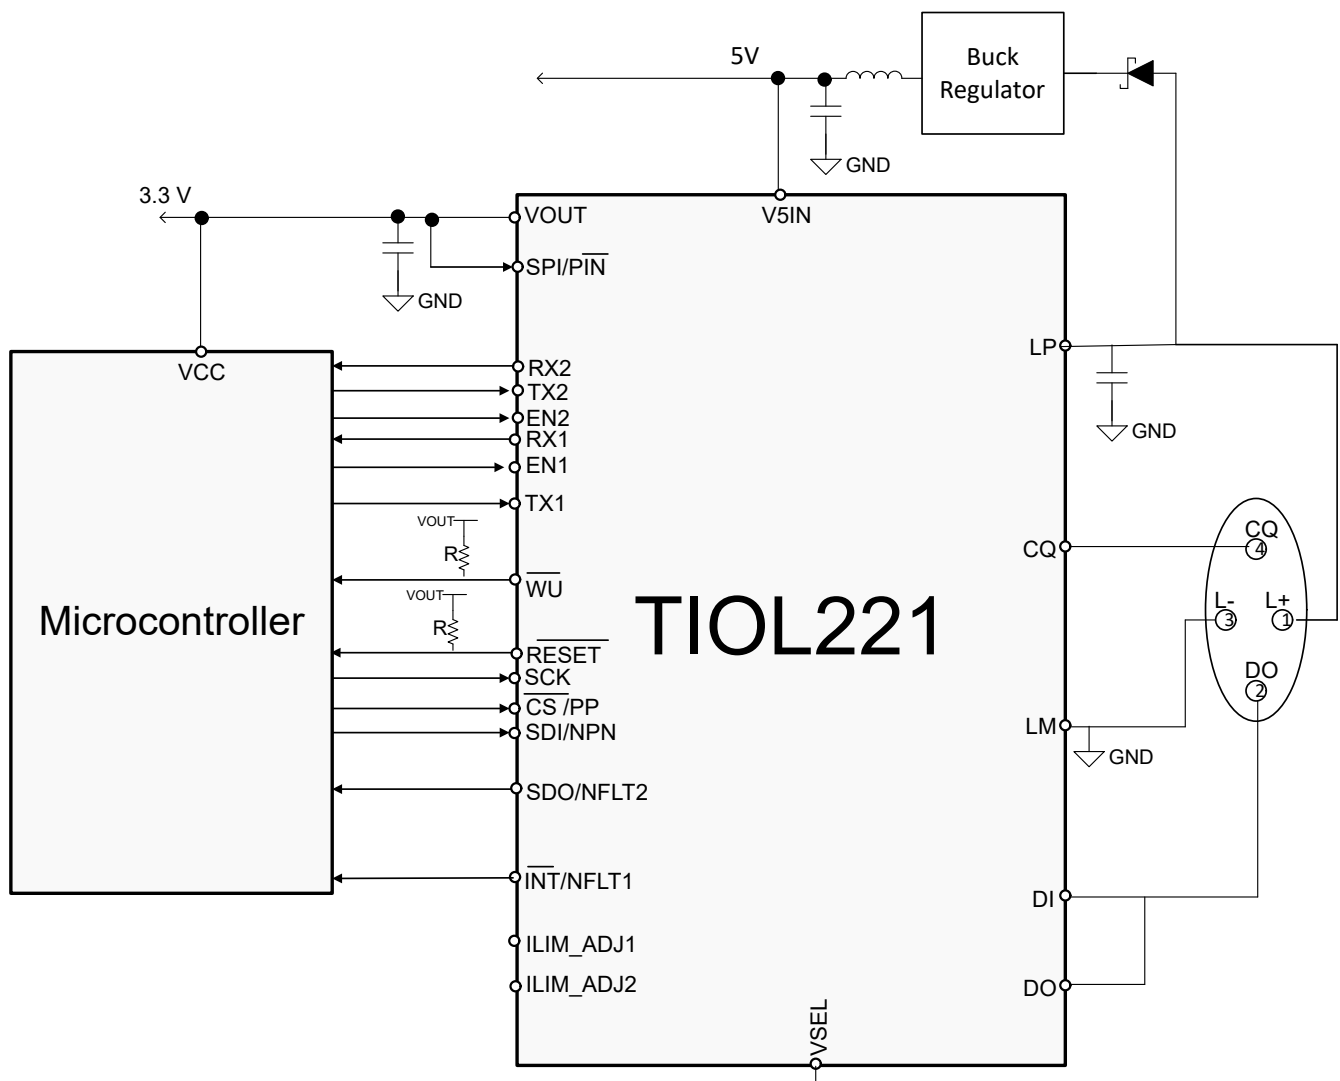 5V
Buck
Regulator
GND
3.3 V
VOUT
V5IN
SPI/PIN
GND
LP
VCC
RX2
TX2
EN2
RX1
EN1
TX1
GND
VOUT
R
WU
VOUT
R
RESET
SCK
CS /PP
SDI/NPN
SDO/NFLT2
INT/NFLT1
ILIM_ADJ1
ILIM_ADJ2
Microcontroller
TIOL221
CQ
CQ
4
L-
L+
3
1
DO
2
LM
GND
DI
DO
VSEL